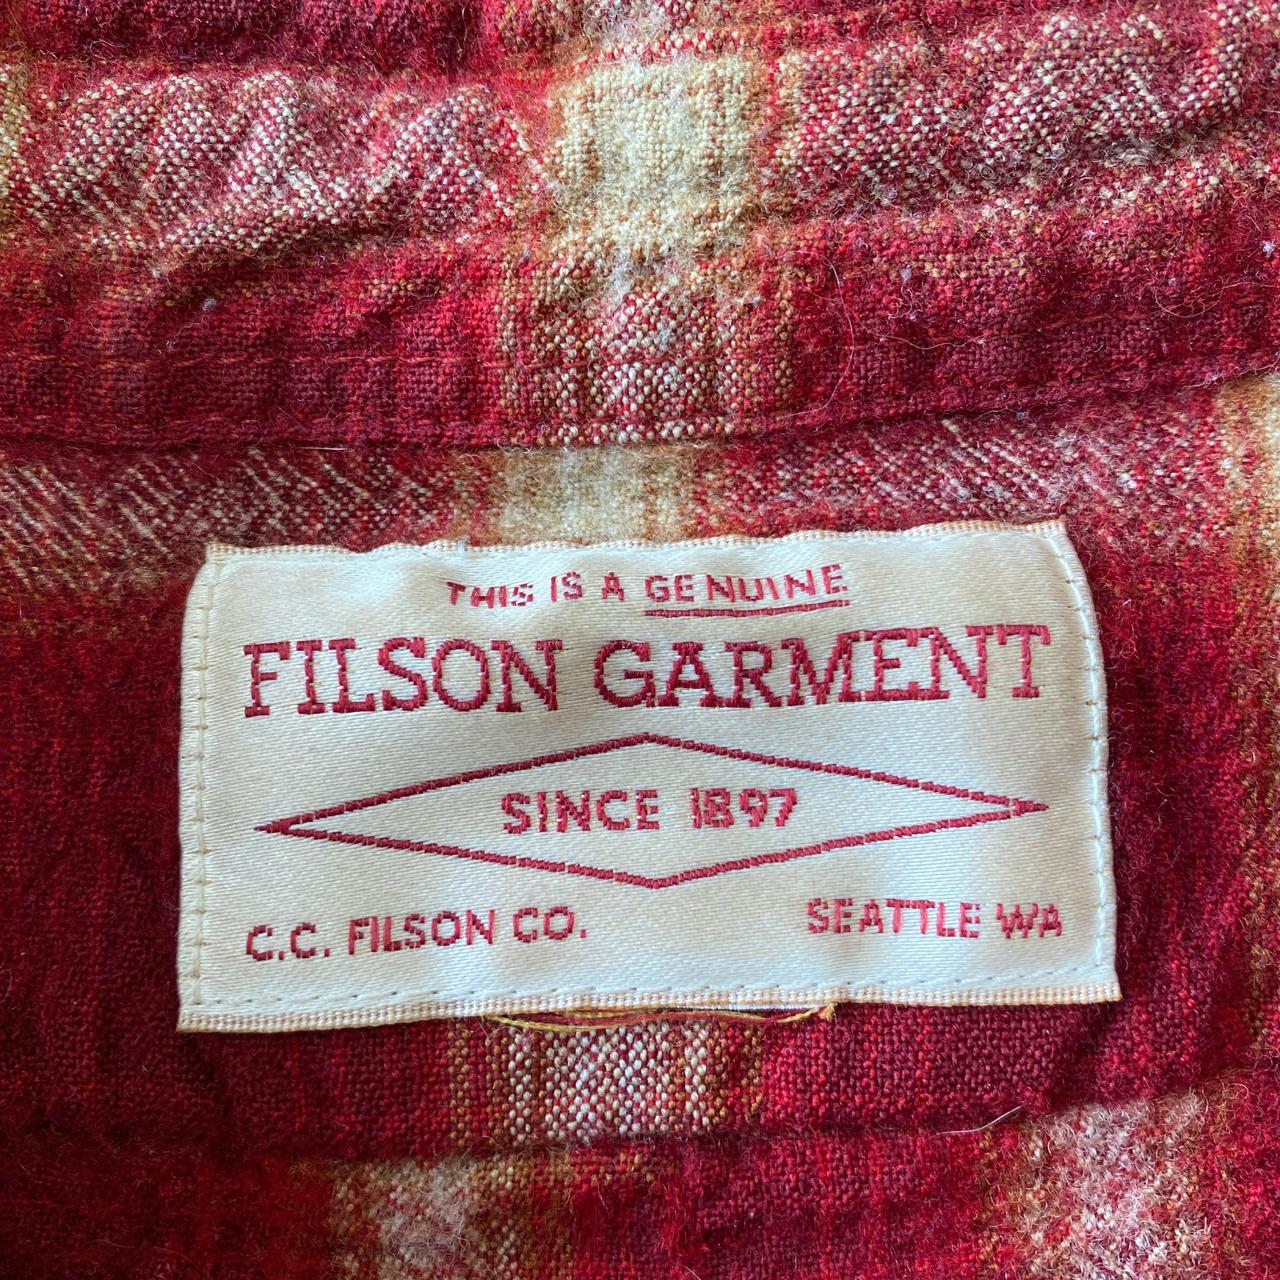 THIS IS A GENUINE
FILSON GARMENT
SINCE 1897
C.C. FILSON CO. SEATTLE WA